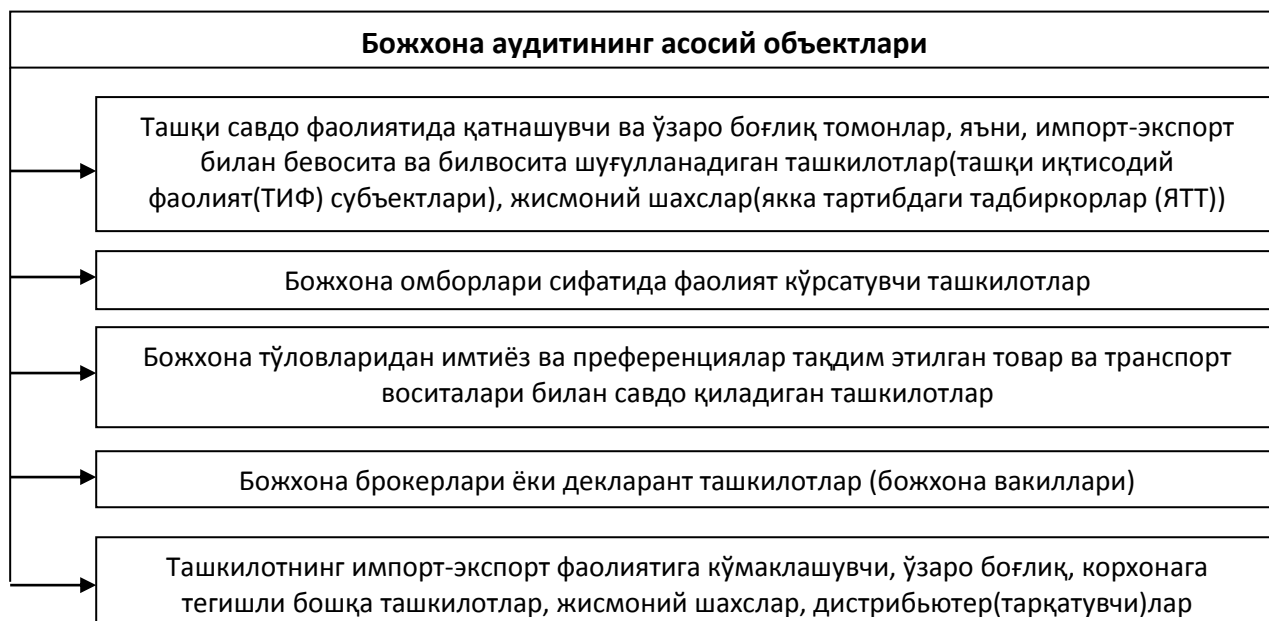 Божхона аудитининг асосий объектлари
Ташқи савдо фаолиятида қатнашувчи ва ўзаро боғлиқ томонлар, яъни, импорт-экспорт
билан бевосита ва билвосита шуғулланадиган ташкилотлар(ташқи иқтисодий
фаолият(ТИФ) субъектлари), жисмоний шахслар(якка тартибдаги тадбиркорлар (ЯТТ))
Божхона омборлари сифатида фаолият кўрсатувчи ташкилотлар
Божхона тўловларидан имтиёз ва преференциялар тақдим этилган товар ва транспорт
воситалари билан савдо қиладиган ташкилотлар
Божхона брокерлари ёки декларант ташкилотлар (божхона вакиллари)
Ташкилотнинг импорт-экспорт фаолиятига кўмаклашувчи, ўзаро боғлиқ, корхонага
тегишли бошқа ташкилотлар, жисмоний шахслар, дистрибьютер(тарқатувчи)лар